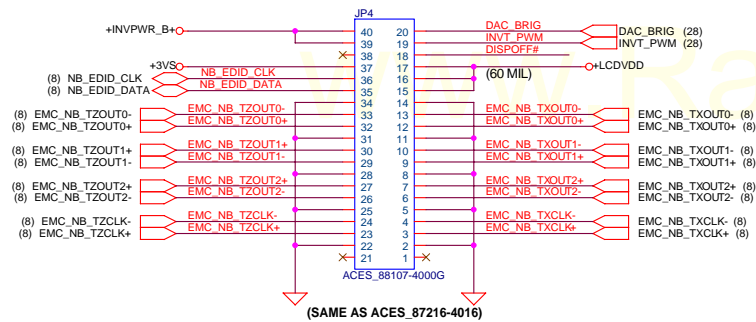 JP4
+INVPWR_B+ 40 20 DAC_BRIG DAC_BRIG (28)
39 19 INVT_PWM INVT_PWM (28)
38 18 DISPOFF#
+3VS 37 17 +LCDVDD
(8) NB_EDID_CLK NB_EDID_CLK 36 16 (60 MIL)
(8) NB_EDID_DATA NB_EDID_DATA 35 15
34 14
(8) EMC_NB_TZOUT0- EMC_NB_TZOUT0- 33 13 EMC_NB_TXOUT0- EMC_NB_TXOUT0- (8)
(8) EMC_NB_TZOUT0+ EMC_NB_TZOUT0+ 32 12 EMC_NB_TXOUT0+ EMC_NB_TXOUT0+ (8)
31 11
(8) EMC_NB_TZOUT1+ EMC_NB_TZOUT1+ 30 10 EMC_NB_TXOUT1- EMC_NB_TXOUT1- (8)
(8) EMC_NB_TZOUT1- EMC_NB_TZOUT1- 29 9 EMC_NB_TXOUT1+ EMC_NB_TXOUT1+ (8)
28 8
(8) EMC_NB_TZOUT2+ EMC_NB_TZOUT2+ 27 7 EMC_NB_TXOUT2+ EMC_NB_TXOUT2+ (8)
(8) EMC_NB_TZOUT2- EMC_NB_TZOUT2- 26 6 EMC_NB_TXOUT2- EMC_NB_TXOUT2- (8)
25 5
(8) EMC_NB_TZCLK- EMC_NB_TZCLK- 24 4 EMC_NB_TXCLK- EMC_NB_TXCLK- (8)
(8) EMC_NB_TZCLK+ EMC_NB_TZCLK+ 23 3 EMC_NB_TXCLK+ EMC_NB_TXCLK+ (8)
22 2
21 1
ACES_88107-4000G
(SAME AS ACES_87216-4016)